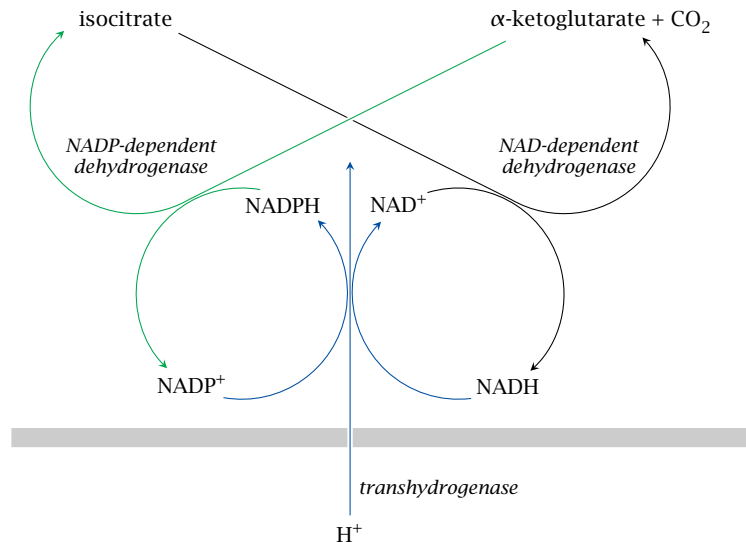 isocitrate
α-ketoglutarate + CO₂
NADP-dependent
dehydrogenase
NAD-dependent
dehydrogenase
NADPH
NAD⁺
NADP⁺
NADH
transhydrogenase
H⁺